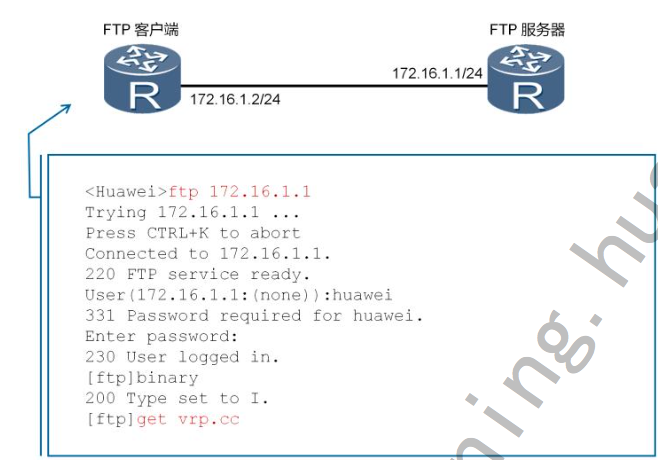 FTP 客户端
FTP 服务器
172.16.1.1/24
R
R
172.16.1.2/24
<Huawei>ftp 172.16.1.1
Trying 172.16.1.1 ...
Press CTRL+K to abort
Connected to 172.16.1.1.
220 FTP service ready.
User(172.16.1.1:(none)):huawei
331 Password required for huawei.
Enter password:
230 User logged in.
[ftp]binary
200 Type set to I.
[ftp]get vrp.cc
ning.hu